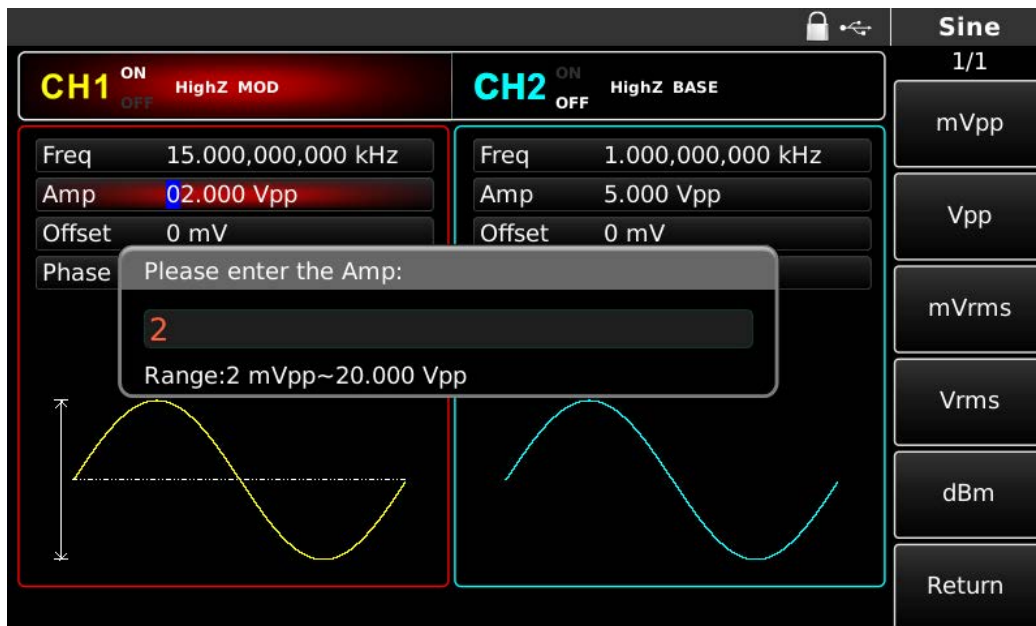 Sine
1/1
CH1 ON OFF HighZ MOD
CH2 ON OFF HighZ BASE
Freq 15.000,000,000 kHz
Freq 1.000,000,000 kHz
Amp 02.000 Vpp
Amp 5.000 Vpp
Offset 0 mV
Offset 0 mV
Phase
Please enter the Amp:
2
Range:2 mVpp~20.000 Vpp
mVpp
Vpp
mVrms
Vrms
dBm
Return